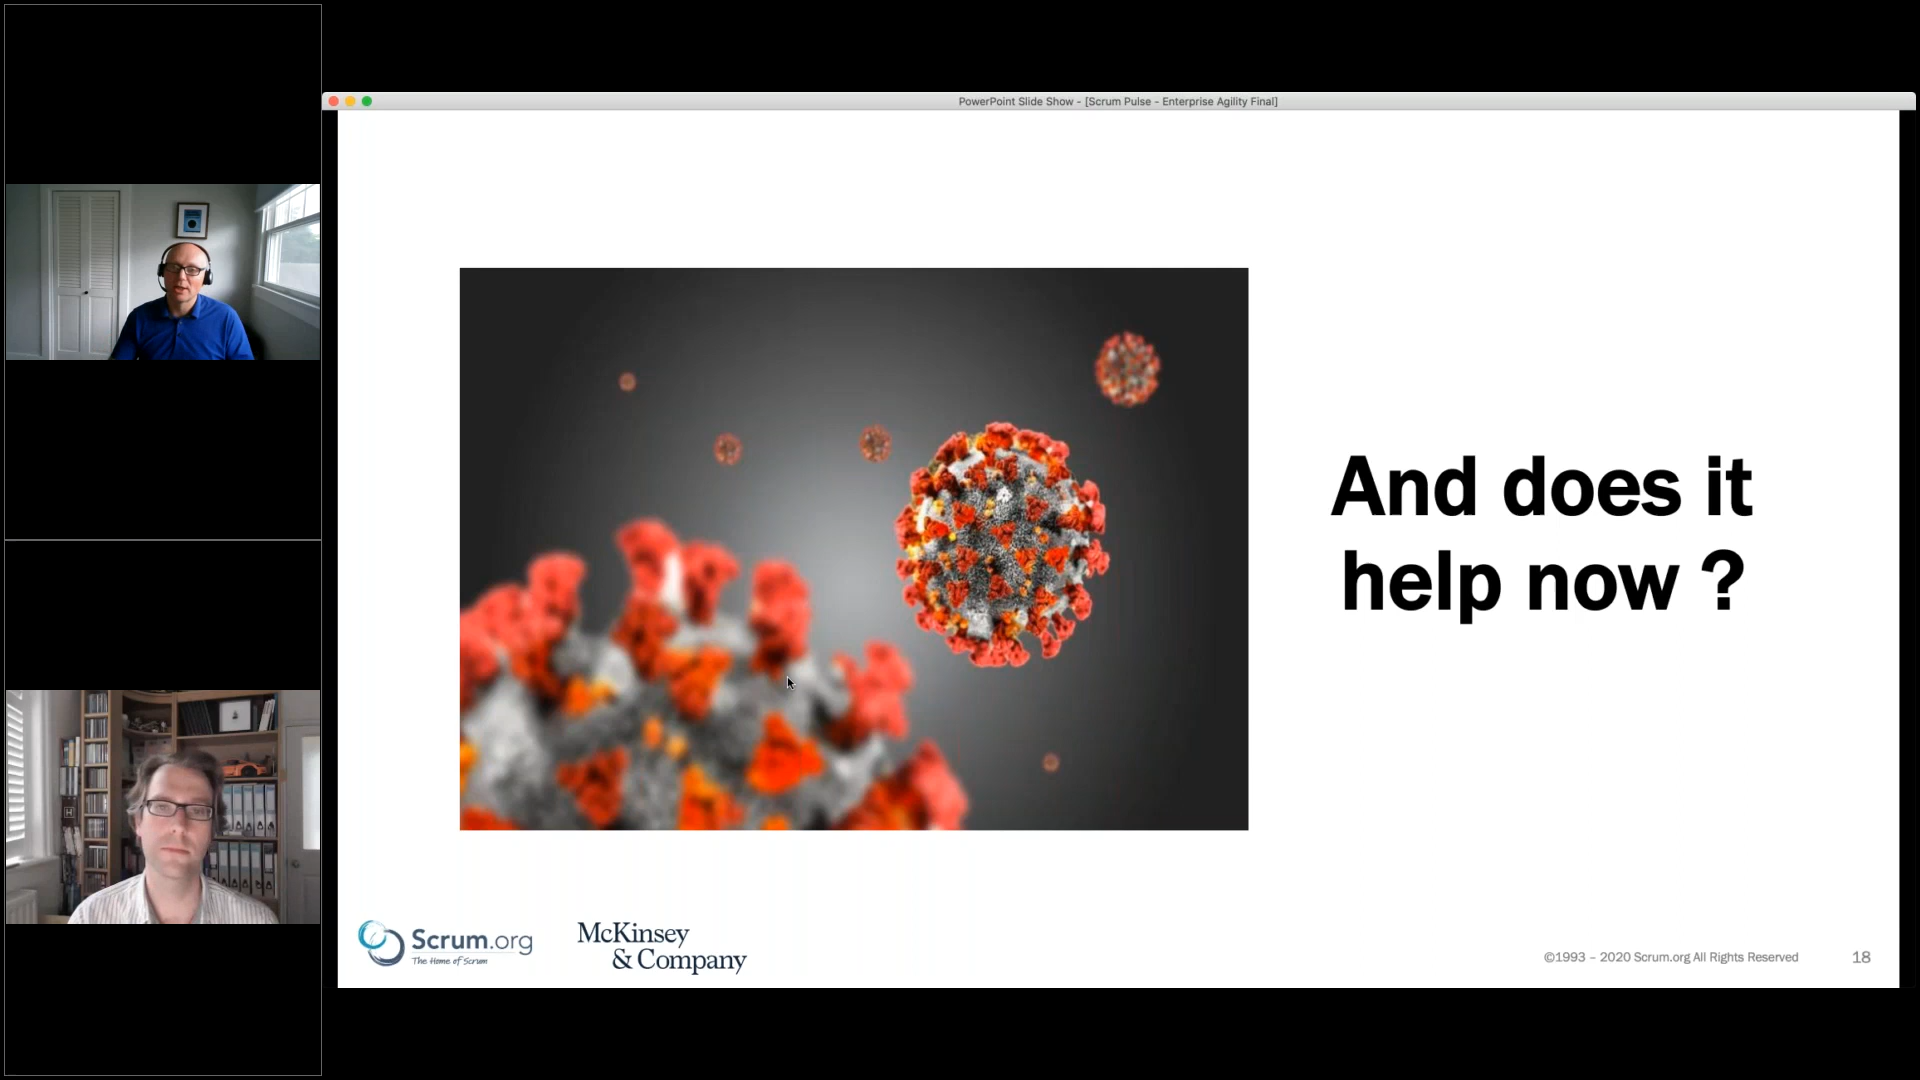 PowerPoint Slide Show - [Scrum Pulse - Enterprise Agility Final]
And does it
help now ?
Scrum.org
The Home of Scrum
McKinsey
& Company
©1993 – 2020 Scrum.org All Rights Reserved
18